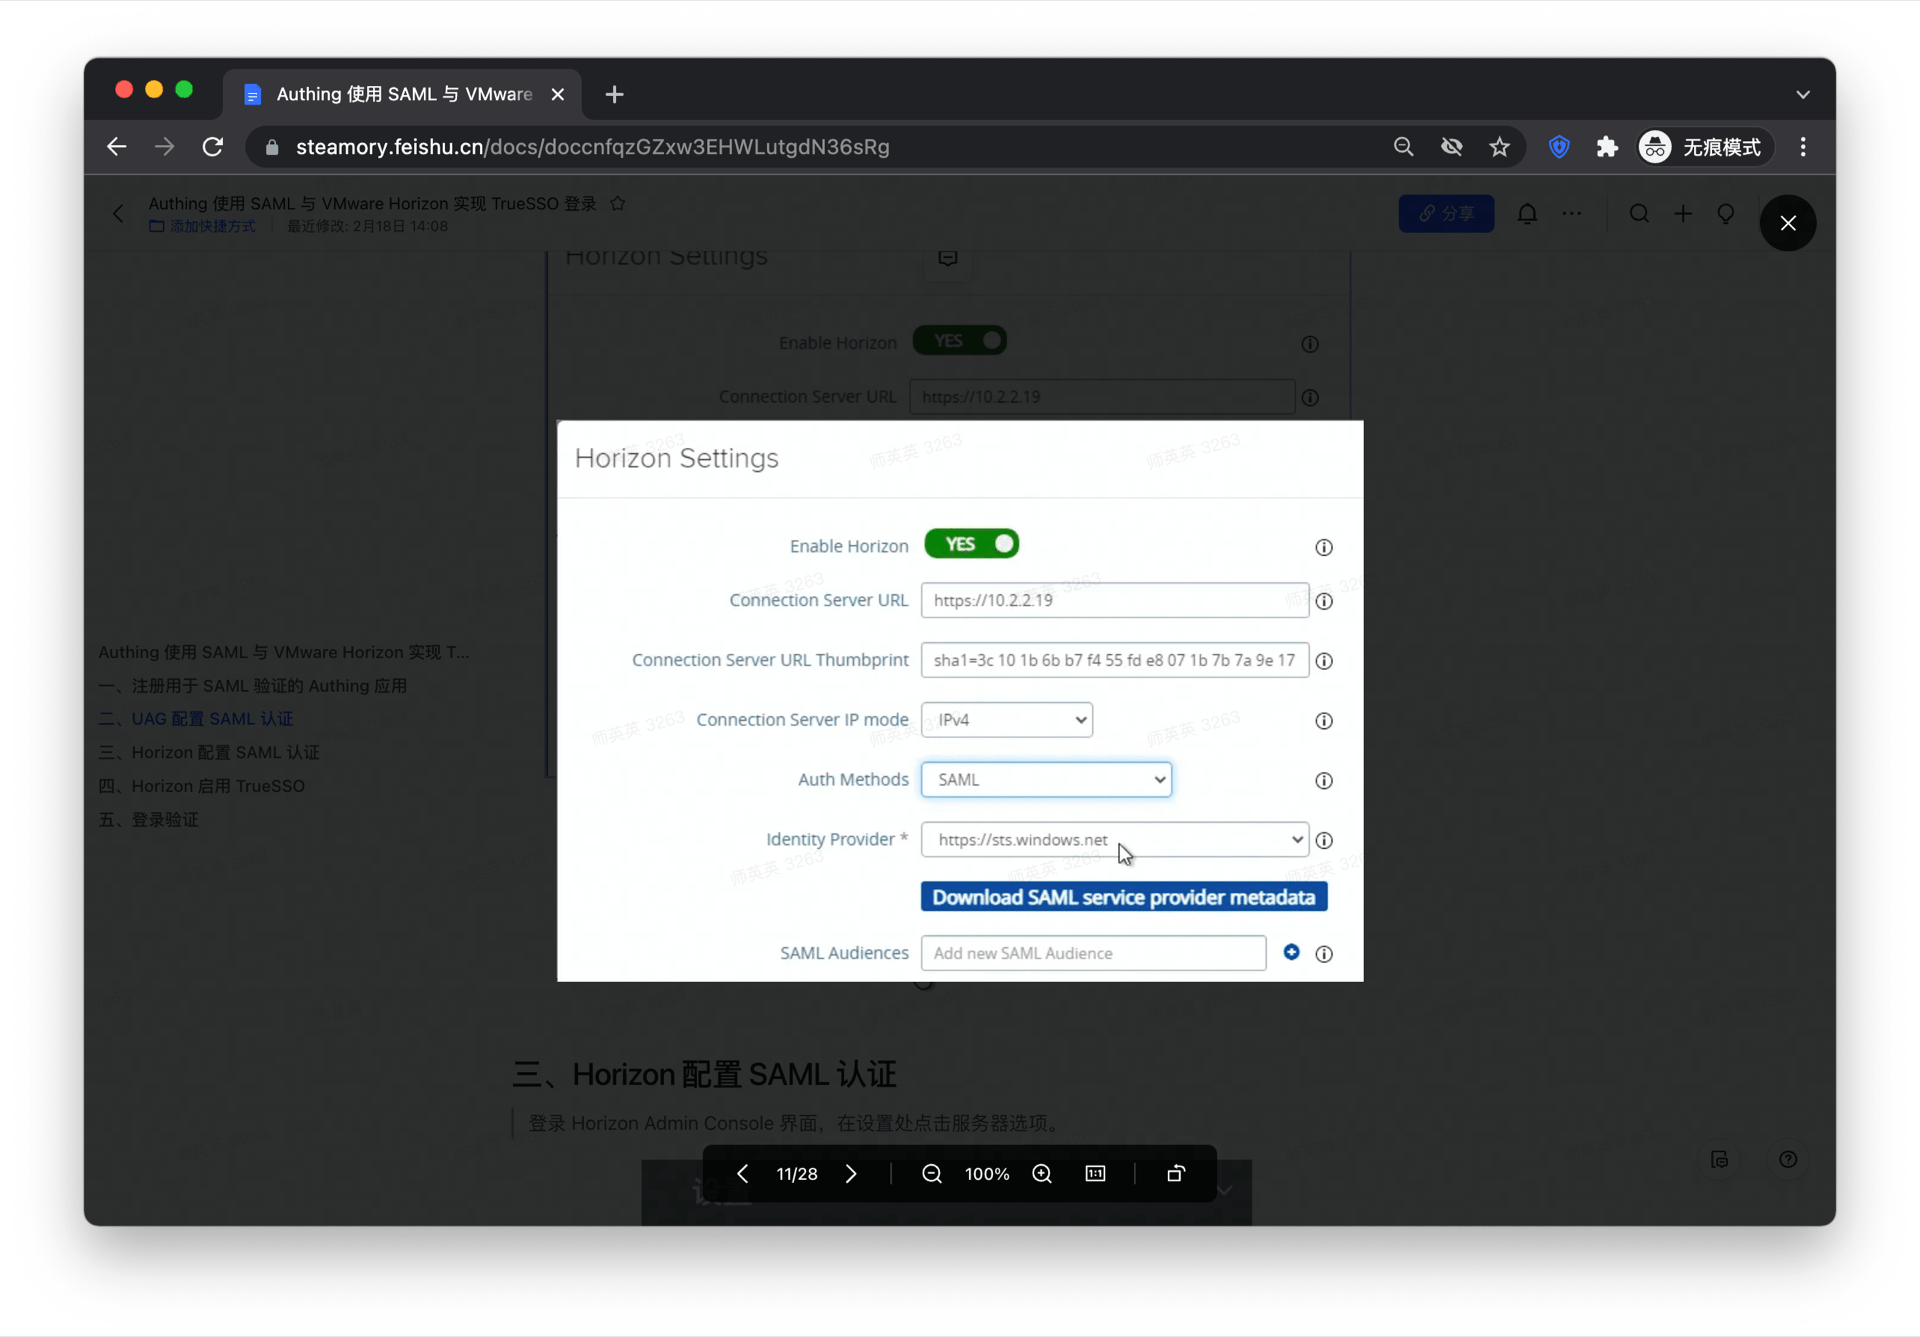 Authing 使用 SAML 与 VMware
steamory.feishu.cn/docs/doccnfqzGZxw3EHWLutgdN36sRg
无痕模式
Authing 使用 SAML 与 VMware Horizon 实现 TrueSSO 登录
添加快捷方式
最近修改: 2月18日 14:08
分享
Horizon Settings
Enable Horizon YES
Connection Server URL https://10.2.2.19
Horizon Settings
Enable Horizon YES
Connection Server URL https://10.2.2.19
Connection Server URL Thumbprint sha1=3c 10 1b 6b b7 f4 55 fd e8 07 1b 7b 7a 9e 17
Connection Server IP mode IPv4
Auth Methods SAML
Identity Provider * https://sts.windows.net
Download SAML service provider metadata
SAML Audiences Add new SAML Audience
师英英 3263
Authing 使用 SAML 与 VMware Horizon 实现 T...
一、注册用于 SAML 验证的 Authing 应用
二、UAG 配置 SAML 认证
三、Horizon 配置 SAML 认证
四、Horizon 启用 TrueSSO
五、登录验证
三、Horizon 配置 SAML 认证
登录 Horizon Admin Console 界面，在设置处点击服务器选项。
11/28
100%
1:1